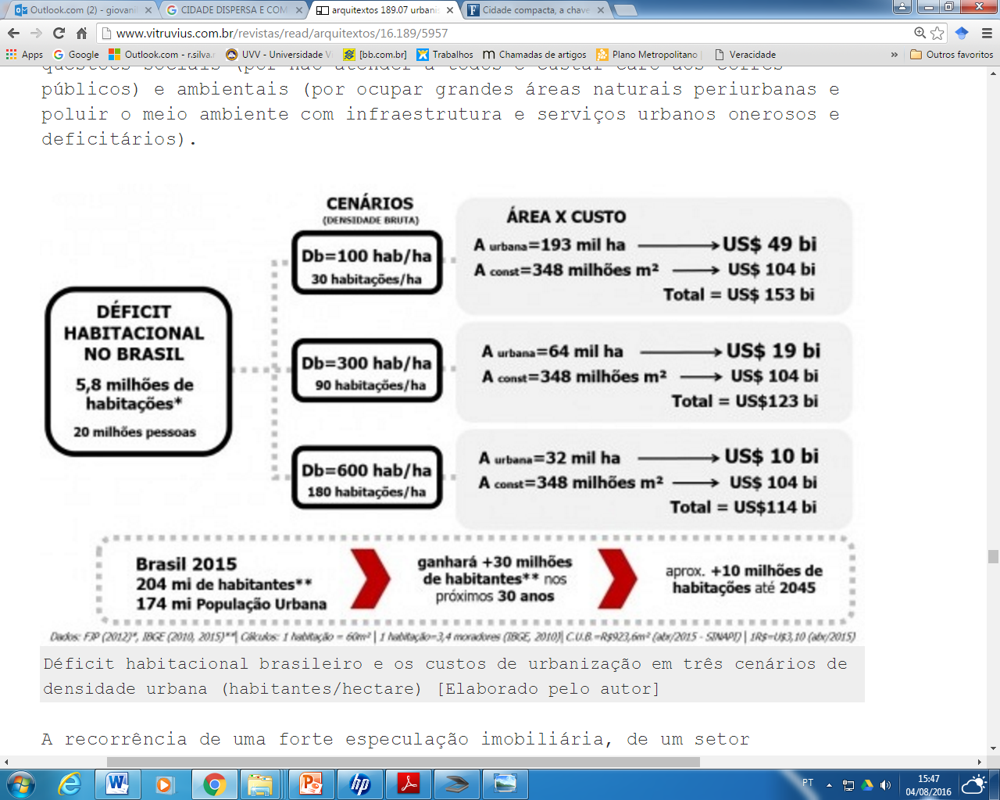 Outlook.com (2) - giovan
CIDADE DISPERSA E COM
arquitextos 189.07 urbanis
Cidade compacta, a chave
www.vitruvius.com.br/revistas/read/arquitextos/16.189/5957
Apps
Google
Outlook.com - r.silva.r
UVV - Universidade V
[bb.com.br]
Trabalhos
Chamadas de artigos
Plano Metropolitano |
Veracidade
»
Outros favoritos
questões sociais (por não atender a todos e custar caro aos cofres
públicos) e ambientais (por ocupar grandes áreas naturais periurbanas e
poluir o meio ambiente com infraestrutura e serviços urbanos onerosos e
deficitários).
DÉFICIT
HABITACIONAL
NO BRASIL
5,8 milhões de
habitações*
20 milhões pessoas
CENÁRIOS
(DENSIDADE BRUTA)
ÁREA X CUSTO
Db=100 hab/ha
30 habitações/ha
A urbana=193 mil ha US$ 49 bi
A const=348 milhões m² US$ 104 bi
Total = US$ 153 bi
Db=300 hab/ha
90 habitações/ha
A urbana=64 mil ha US$ 19 bi
A const=348 milhões m² US$ 104 bi
Total = US$123 bi
Db=600 hab/ha
180 habitações/ha
A urbana=32 mil ha US$ 10 bi
A const=348 milhões m² US$ 104 bi
Total = US$114 bi
Brasil 2015
204 mi de habitantes**
174 mi População Urbana
ganhará +30 milhões
de habitantes** nos
próximos 30 anos
aprox. +10 milhões de
habitações até 2045
Dados: FJP (2012)*, IBGE (2010, 2015)**| Cálculos: 1 habitação = 60m² | 1 habitação=3,4 moradores (IBGE, 2010)| C.U.B.=R$923,6m² (abr/2015 - SINAPI) | 1R$=U$3,10 (abr/2015)
Déficit habitacional brasileiro e os custos de urbanização em três cenários de
densidade urbana (habitantes/hectare) [Elaborado pelo autor]
A recorrência de uma forte especulação imobiliária, de um setor
PT
15:47
04/08/2016